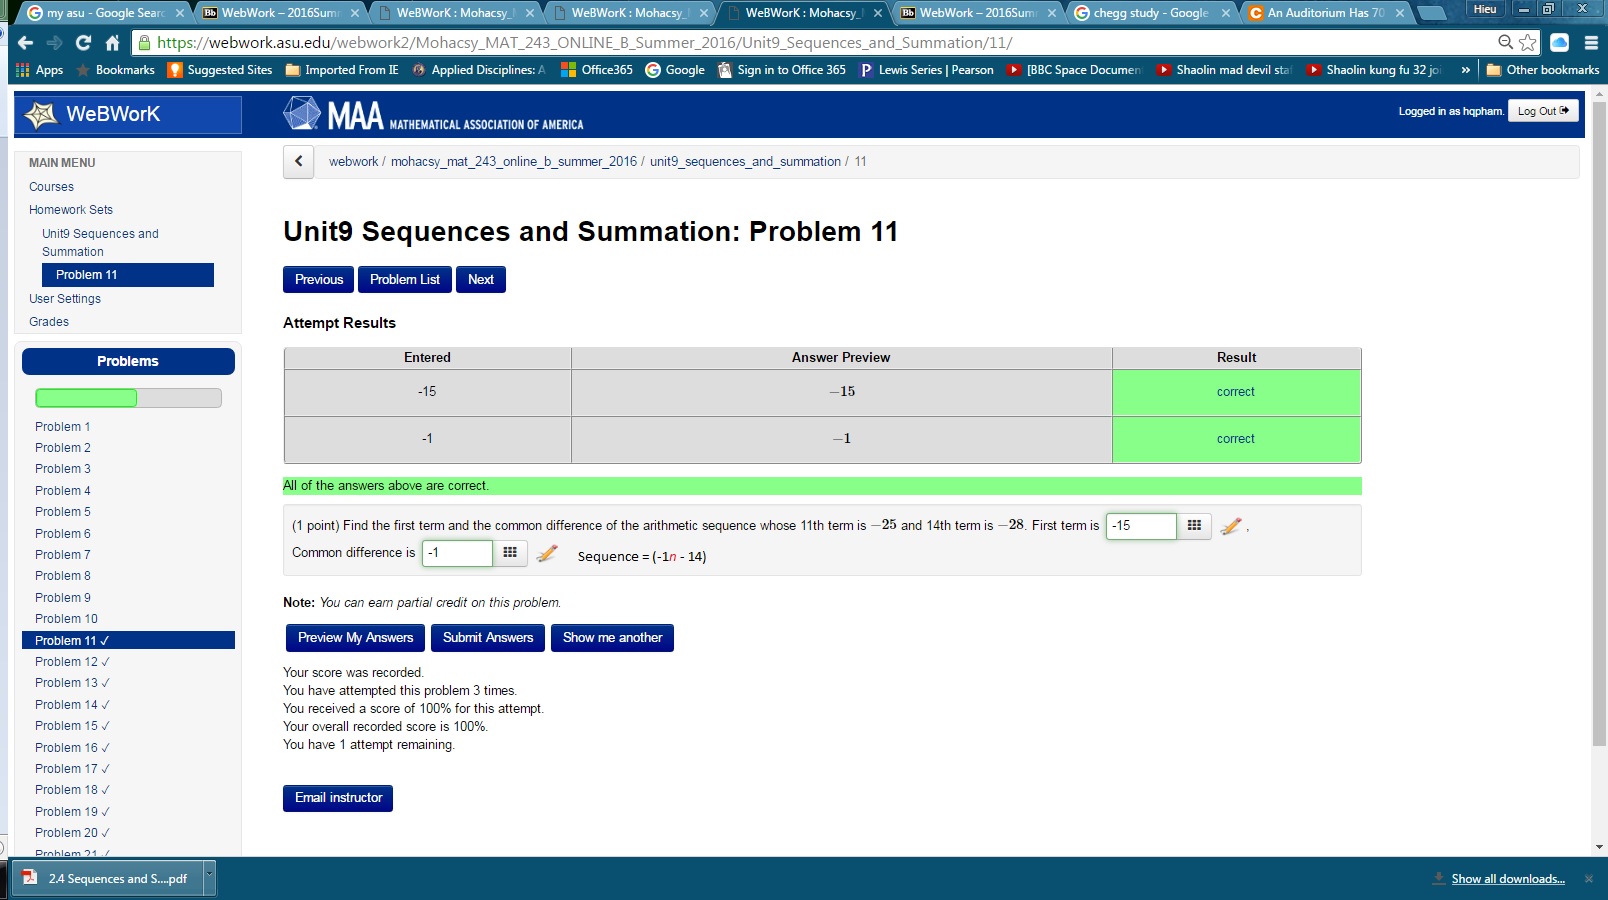 my asu - Google Sear
WebWork – 2016Sum
WeBWorK : Mohacsy_
WeBWorK : Mohacsy_
WeBWorK : Mohacsy_
WebWork – 2016Sum
chegg study - Google
An Auditorium Has 70
Hieu
https://webwork.asu.edu/webwork2/Mohacsy_MAT_243_ONLINE_B_Summer_2016/Unit9_Sequences_and_Summation/11/
Apps Bookmarks Suggested Sites Imported From IE Applied Disciplines: A Office365 Google Sign in to Office 365 Lewis Series | Pearson [BBC Space Documen Shaolin mad devil sta Shaolin kung fu 32 joi » Other bookmarks
WeBWorK
MAA MATHEMATICAL ASSOCIATION OF AMERICA
Logged in as hqpham. Log Out
webwork / mohacsy_mat_243_online_b_summer_2016 / unit9_sequences_and_summation / 11
MAIN MENU
Courses
Homework Sets
Unit9 Sequences and
Summation
Problem 11
User Settings
Grades
Problems
Problem 1
Problem 2
Problem 3
Problem 4
Problem 5
Problem 6
Problem 7
Problem 8
Problem 9
Problem 10
Problem 11 ✓
Problem 12 ✓
Problem 13 ✓
Problem 14 ✓
Problem 15 ✓
Problem 16 ✓
Problem 17 ✓
Problem 18 ✓
Problem 19 ✓
Problem 20 ✓
Problem 21 ✓
Unit9 Sequences and Summation: Problem 11
Previous Problem List Next
Attempt Results
Entered Answer Preview Result
-15 −15 correct
-1 −1 correct
All of the answers above are correct.
(1 point) Find the first term and the common difference of the arithmetic sequence whose 11th term is −25 and 14th term is −28. First term is -15 ,
Common difference is -1 Sequence = (-1n - 14)
Note: You can earn partial credit on this problem.
Preview My Answers Submit Answers Show me another
Your score was recorded.
You have attempted this problem 3 times.
You received a score of 100% for this attempt.
Your overall recorded score is 100%.
You have 1 attempt remaining.
Email instructor
2.4 Sequences and S....pdf
Show all downloads...